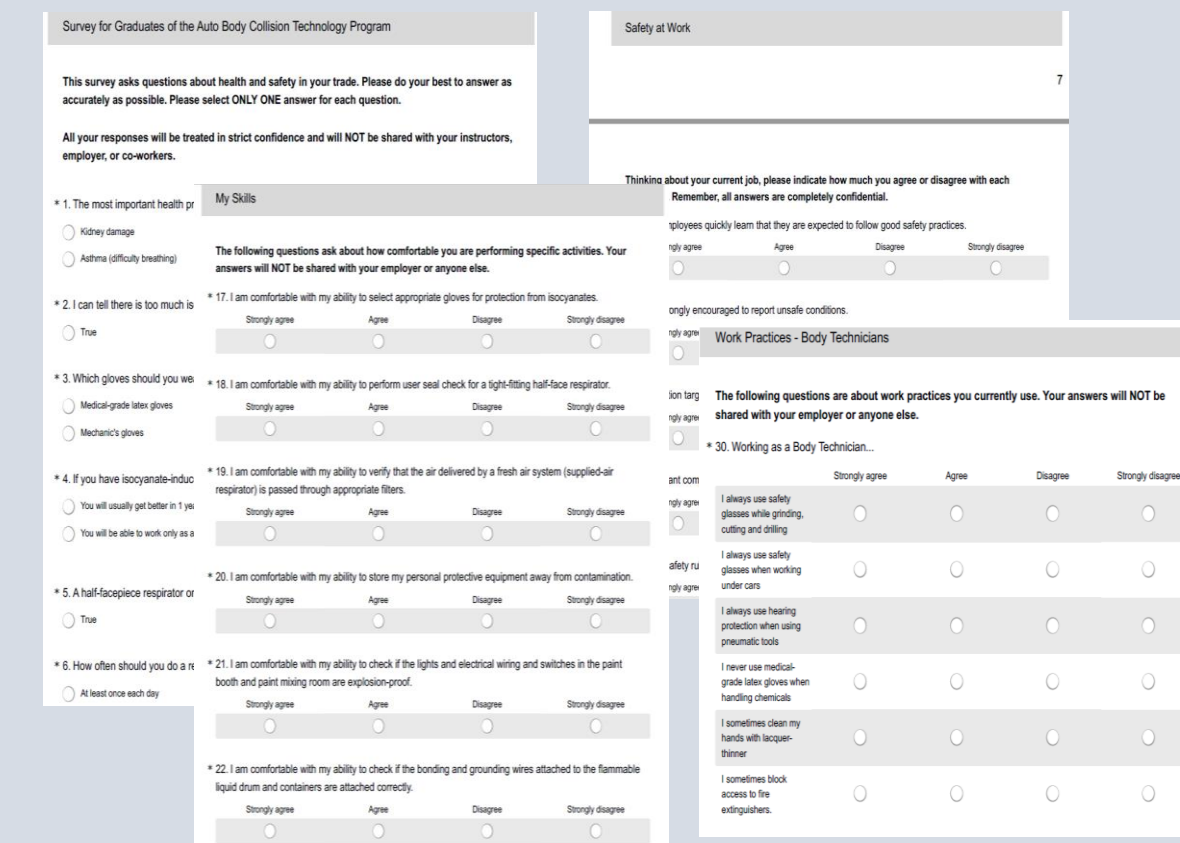 Survey for Graduates of the Auto Body Collision Technology Program
This survey asks questions about health and safety in your trade. Please do your best to answer as
accurately as possible. Please select ONLY ONE answer for each question.
All your responses will be treated in strict confidence and will NOT be shared with your instructors,
employer, or co-workers.
* 1. The most important health
Kidney damage
Asthma (difficulty breathing)
* 2. I can tell there is too much
True
* 3. Which gloves should you
Medical-grade latex gloves
Mechanic's gloves
* 4. If you have
You will usually get better in 1
You will be able to work only as a
* 5. A half-facepiece respirator
True
* 6. How often should you do a
At least once each day
My Skills
The following questions ask about how comfortable you are performing specific activities. Your
answers will NOT be shared with your employer or anyone else.
* 17. I am comfortable with my ability to select appropriate gloves for protection from isocyanates.
Strongly agree Agree Disagree Strongly disagree
* 18. I am comfortable with my ability to perform user seal check for a tight-fitting half-face respirator.
Strongly agree Agree Disagree Strongly disagree
* 19. I am comfortable with my ability to verify that the air delivered by a fresh air system (supplied-air
respirator) is passed through appropriate filters.
Strongly agree Agree Disagree Strongly disagree
* 20. I am comfortable with my ability to store my personal protective equipment away from contamination.
Strongly agree Agree Disagree Strongly disagree
* 21. I am comfortable with my ability to check if the lights and electrical wiring and switches in the paint
booth and paint mixing room are explosion-proof.
Strongly agree Agree Disagree Strongly disagree
* 22. I am comfortable with my ability to check if the bonding and grounding wires attached to the flammable
liquid drum and containers are attached correctly.
Strongly agree Agree Disagree Strongly disagree
Safety at Work
7
Thinking about your current job, please indicate how much you agree or disagree with each
Remember, all answers are completely confidential.
quickly learn that they are expected to follow good safety practices.
agree Agree Disagree Strongly disagree
encouraged to report unsafe conditions.
Work Practices - Body Technicians
The following questions are about work practices you currently use. Your answers will NOT be
shared with your employer or anyone else.
* 30. Working as a Body Technician...
Strongly agree Agree Disagree Strongly disagree
I always use safety
glasses while grinding,
cutting and drilling
I always use safety
glasses when working
under cars
I always use hearing
protection when using
pneumatic tools
I never use medical-
grade latex gloves when
handling chemicals
I sometimes clean my
hands with lacquer-
thinner
I sometimes block
access to fire
extinguishers.